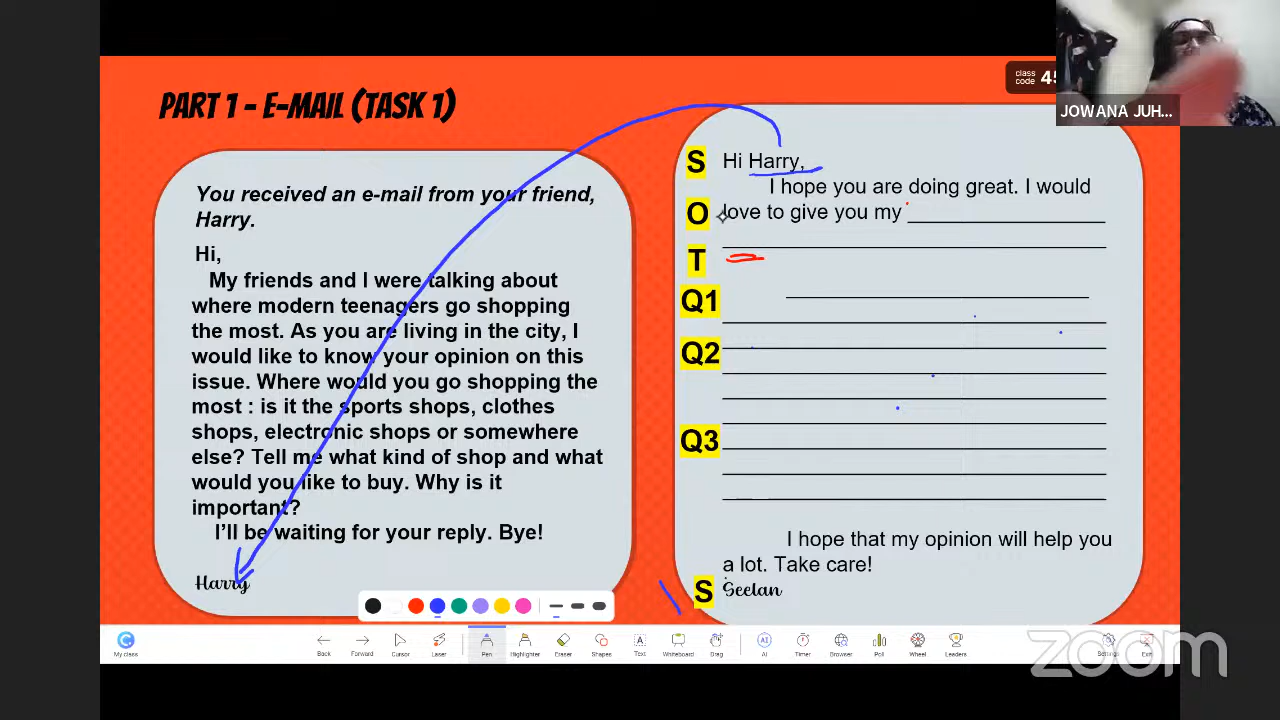 PART 1 - E-MAIL (TASK 1)
class
code
JOWANA JUH...
You received an e-mail from your friend,
Harry.
Hi,
My friends and I were talking about
where modern teenagers go shopping
the most. As you are living in the city, I
would like to know your opinion on this
issue. Where would you go shopping the
most : is it the sports shops, clothes
shops, electronic shops or somewhere
else? Tell me what kind of shop and what
would you like to buy. Why is it
important?
I'll be waiting for your reply. Bye!
Harry
S Hi Harry,
I hope you are doing great. I would
O love to give you my
T
Q1
Q2
Q3
I hope that my opinion will help you
a lot. Take care!
S Seelan
My class
Back
Forward
Cursor
Laser
Pen
Highlighter
Eraser
Shapes
Text
Whiteboard
Drag
AI
AI
Timer
Browser
Poll
Wheel
Leaders
Settings
Exit
zoom